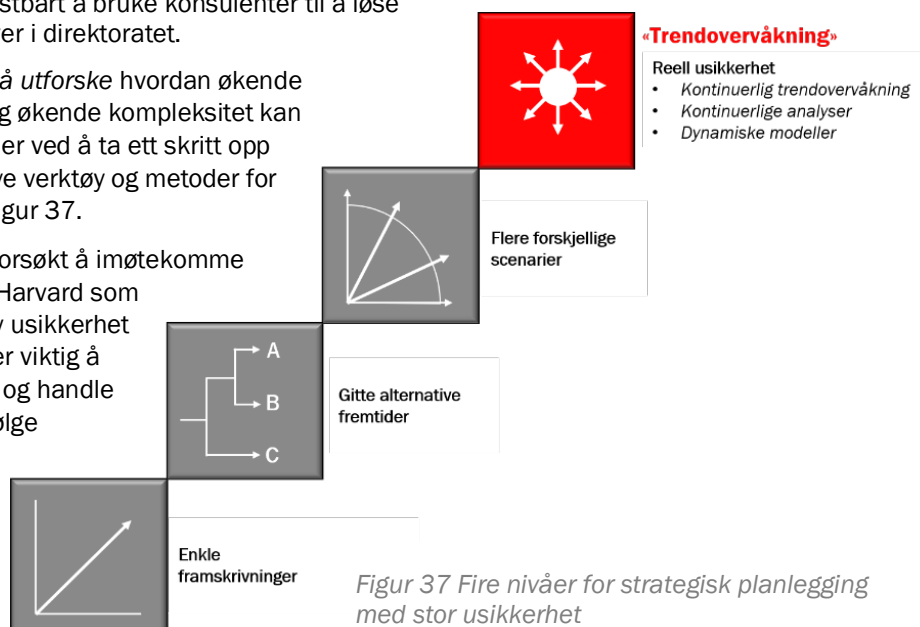 stbart å bruke konsulenter til å løse
er i direktoratet.
å utforske hvordan økende
g økende kompleksitet kan
er ved å ta ett skritt opp
ve verktøy og metoder for
gur 37.
orsøkt å imøtekomme
Harvard som
v usikkerhet
er viktig å
og handle
ølge
«Trendovervåkning»
Reell usikkerhet
• Kontinuerlig trendovervåkning
• Kontinuerlige analyser
• Dynamiske modeller
Flere forskjellige
scenarier
A
B
C
Gitte alternative
fremtider
Enkle
framskrivninger
Figur 37 Fire nivåer for strategisk planlegging
med stor usikkerhet